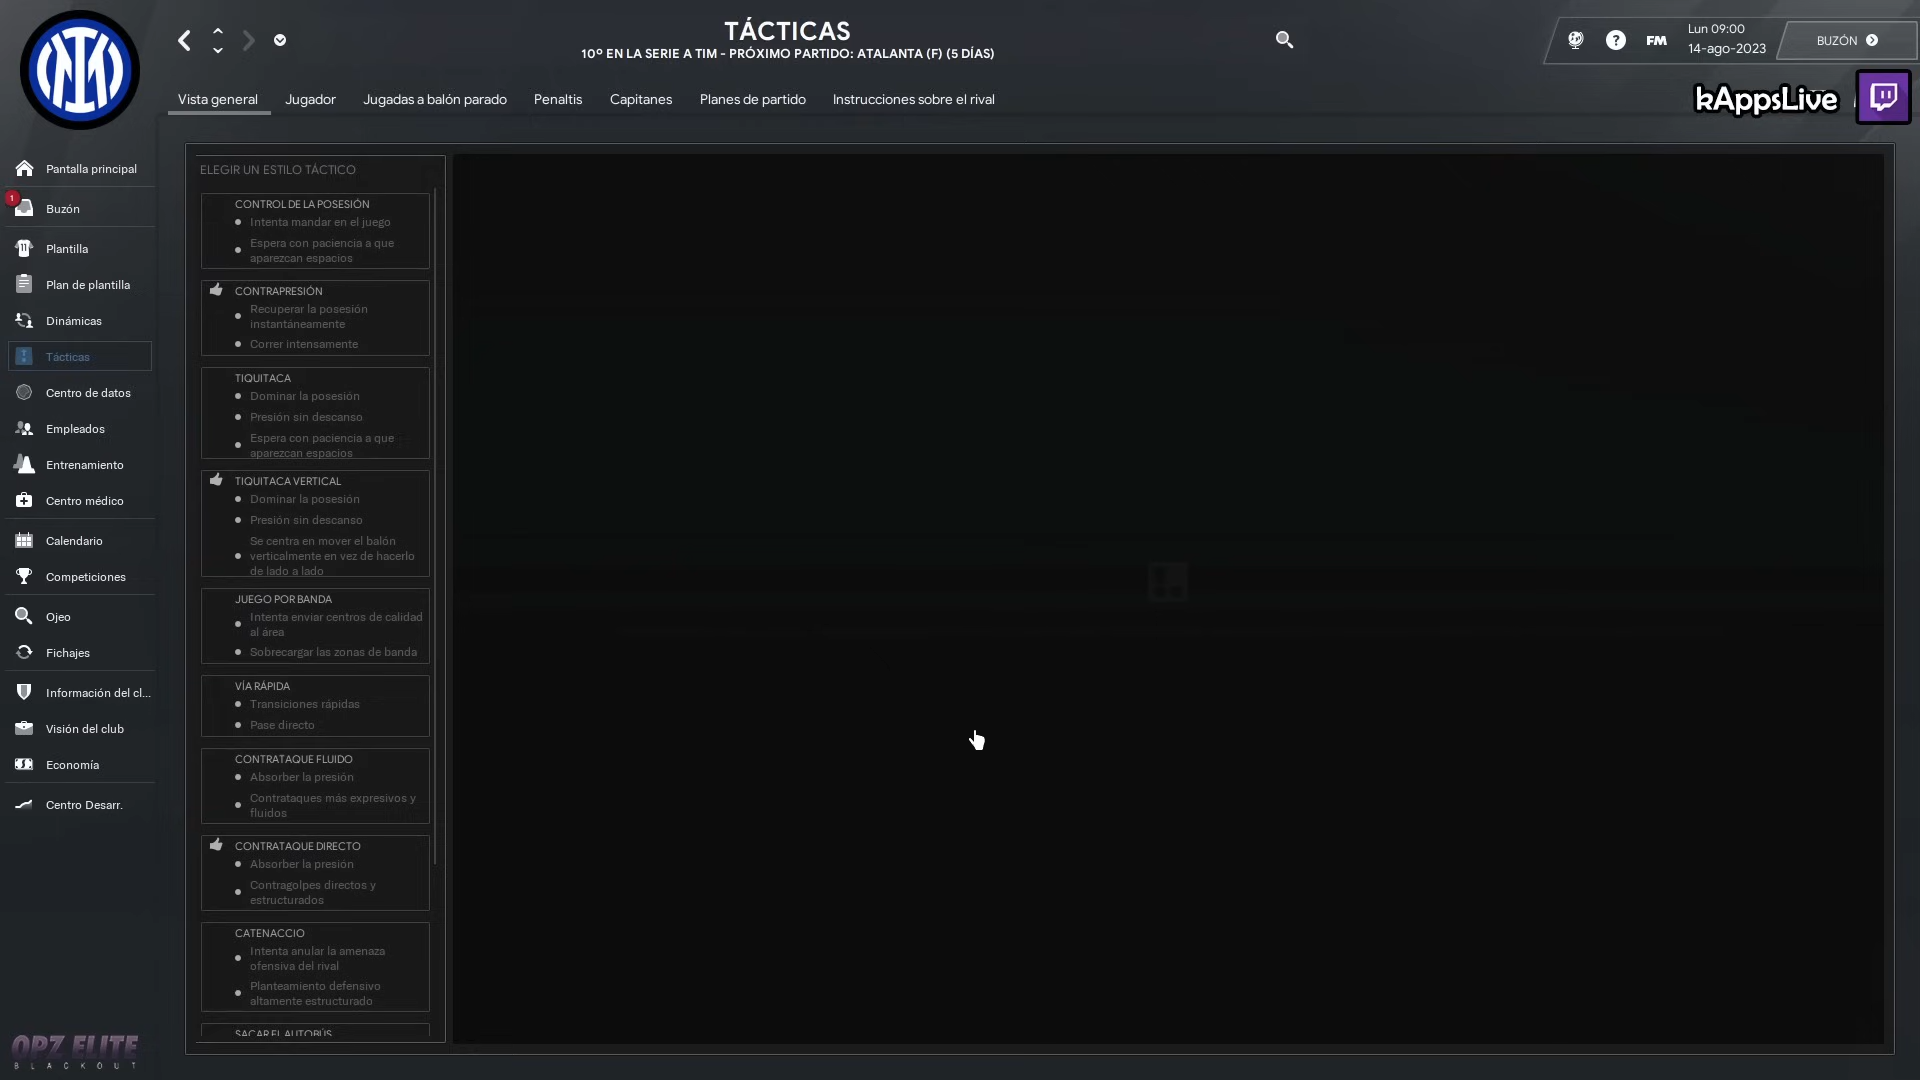 TÁCTICAS
10º EN LA SERIE A TIM - PRÓXIMO PARTIDO: ATALANTA (F) (5 DÍAS)
FM
Lun 09:00
14-ago-2023
BUZÓN
Vista general
Jugador
Jugadas a balón parado
Penaltis
Capitanes
Planes de partido
Instrucciones sobre el rival
kAppsLive
Pantalla principal
1
Buzón
Plantilla
Plan de plantilla
Dinámicas
Tácticas
Centro de datos
Empleados
Entrenamiento
Centro médico
Calendario
Competiciones
Ojeo
Fichajes
Información del cl...
Visión del club
Economía
Centro Desarr.
OPZ ELITE
BLACKOUT
ELEGIR UN ESTILO TÁCTICO
CONTROL DE LA POSESIÓN
Intenta mandar en el juego
Espera con paciencia a que
aparezcan espacios
CONTRAPRESIÓN
Recuperar la posesión
instantáneamente
Correr intensamente
TIQUITACA
Dominar la posesión
Presión sin descanso
Espera con paciencia a que
aparezcan espacios
TIQUITACA VERTICAL
Dominar la posesión
Presión sin descanso
Se centra en mover el balón
verticalmente en vez de hacerlo
de lado a lado
JUEGO POR BANDA
Intenta enviar centros de calidad
al área
Sobrecargar las zonas de banda
VÍA RÁPIDA
Transiciones rápidas
Pase directo
CONTRATAQUE FLUIDO
Absorber la presión
Contrataques más expresivos y
fluidos
CONTRATAQUE DIRECTO
Absorber la presión
Contragolpes directos y
estructurados
CATENACCIO
Intenta anular la amenaza
ofensiva del rival
Planteamiento defensivo
altamente estructurado
SACAR EL AUTOBÚS